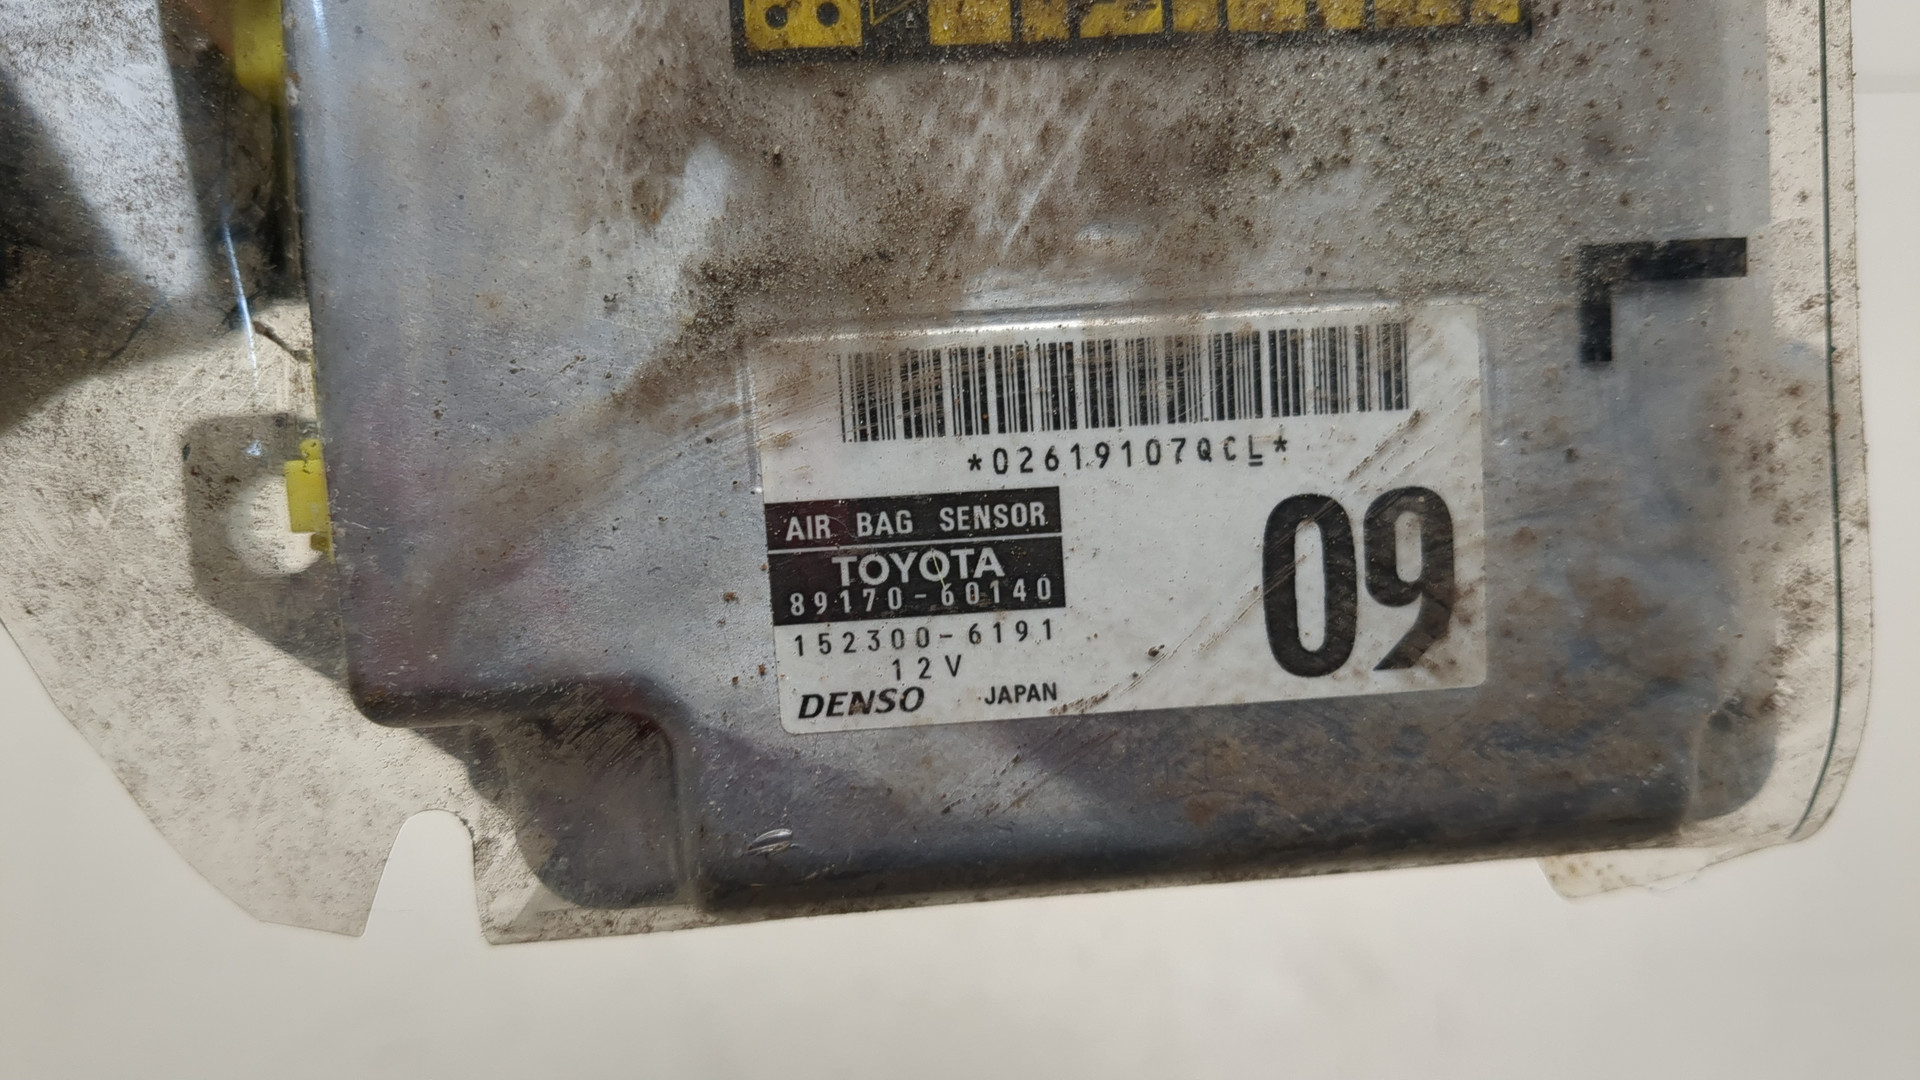 *02619107QCL*
AIR BAG SENSOR
TOYOTA
89170-60140
152300-6191
12V
DENSO JAPAN
09